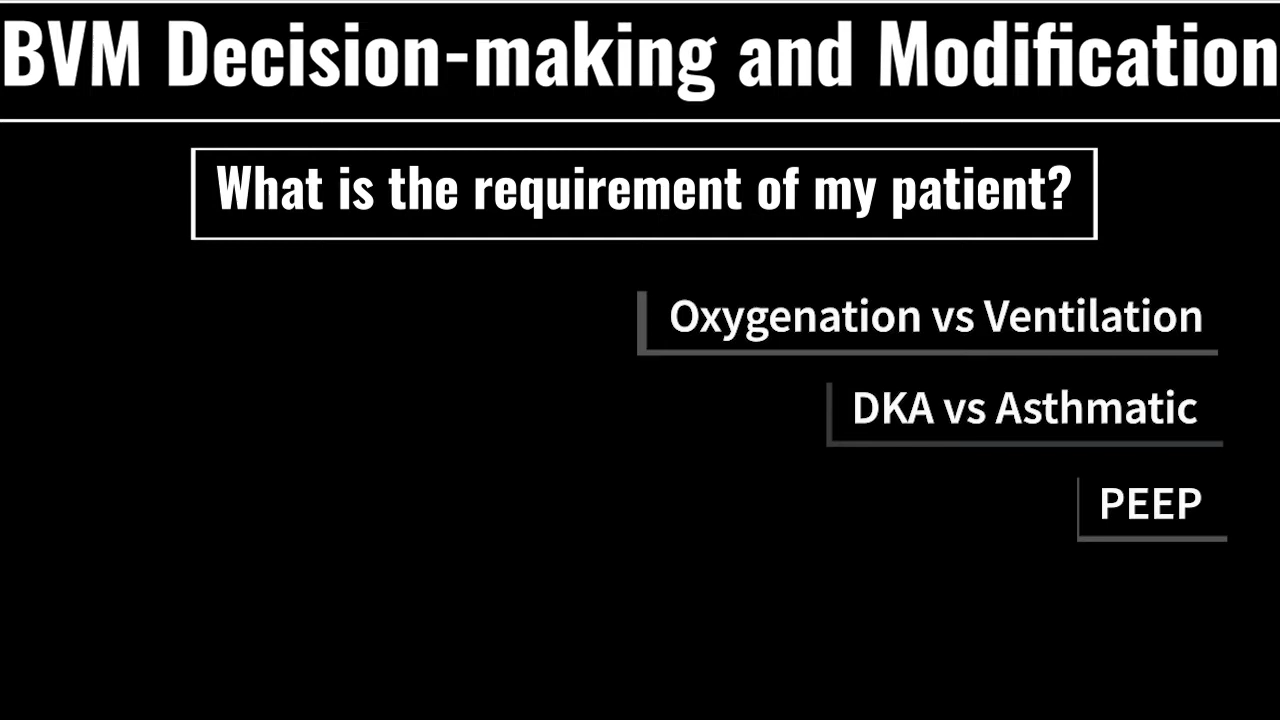 BVM Decision-making and Modification
What is the requirement of my patient?
Oxygenation vs Ventilation
DKA vs Asthmatic
PEEP